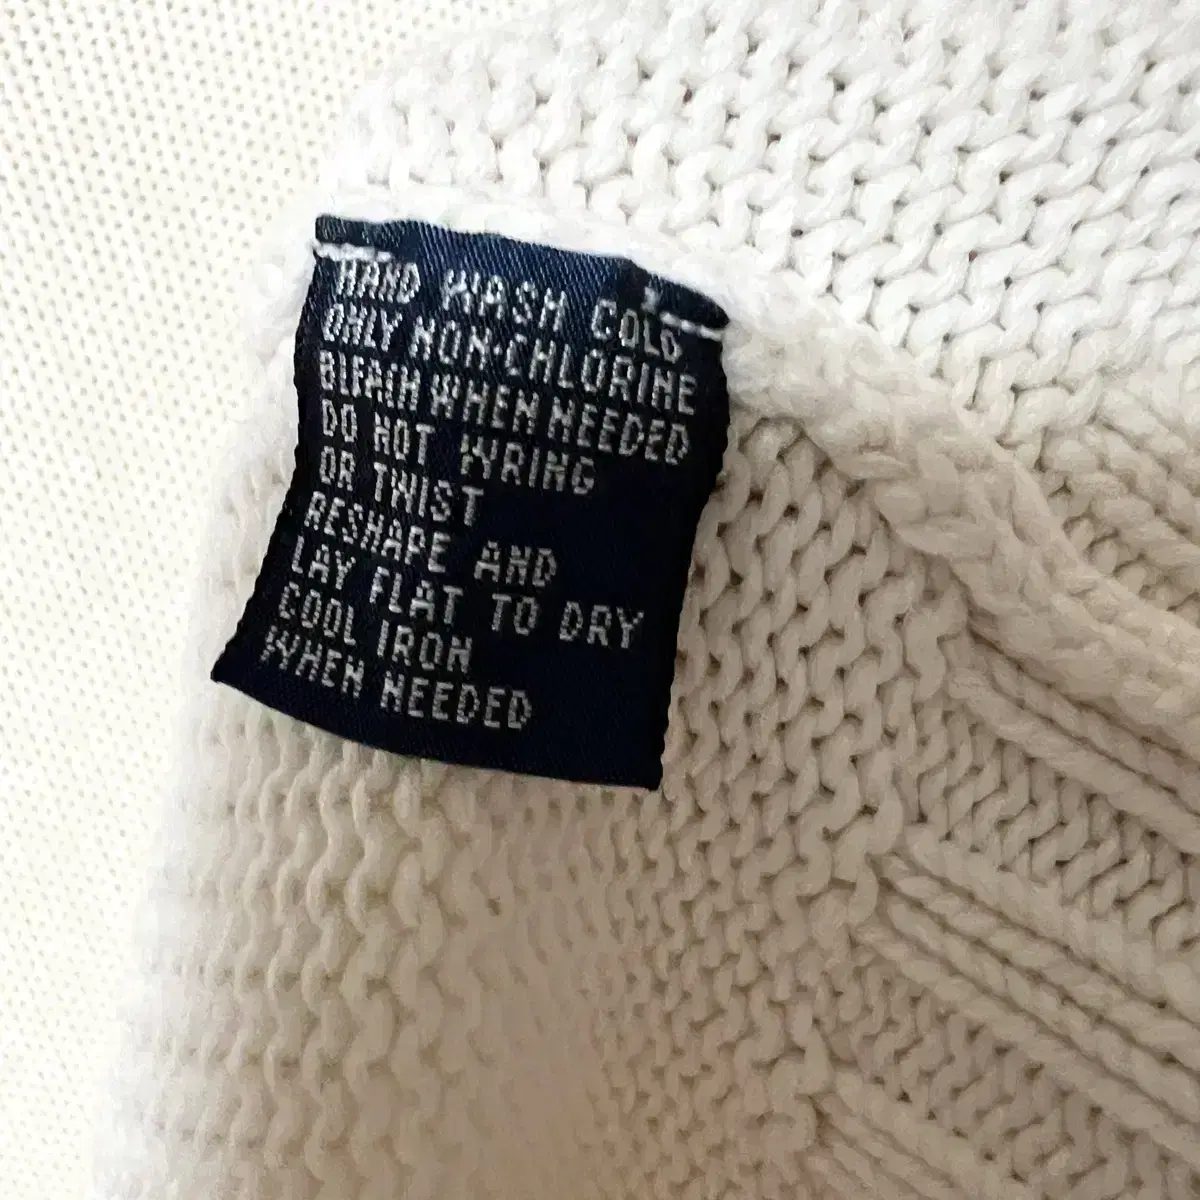 HAND WASH COLD
ONLY NON-CHLORINE
BLEACH WHEN NEEDED
DO NOT WRING
OR TWIST
RESHAPE AND
LAY FLAT TO DRY
COOL IRON
WHEN NEEDED